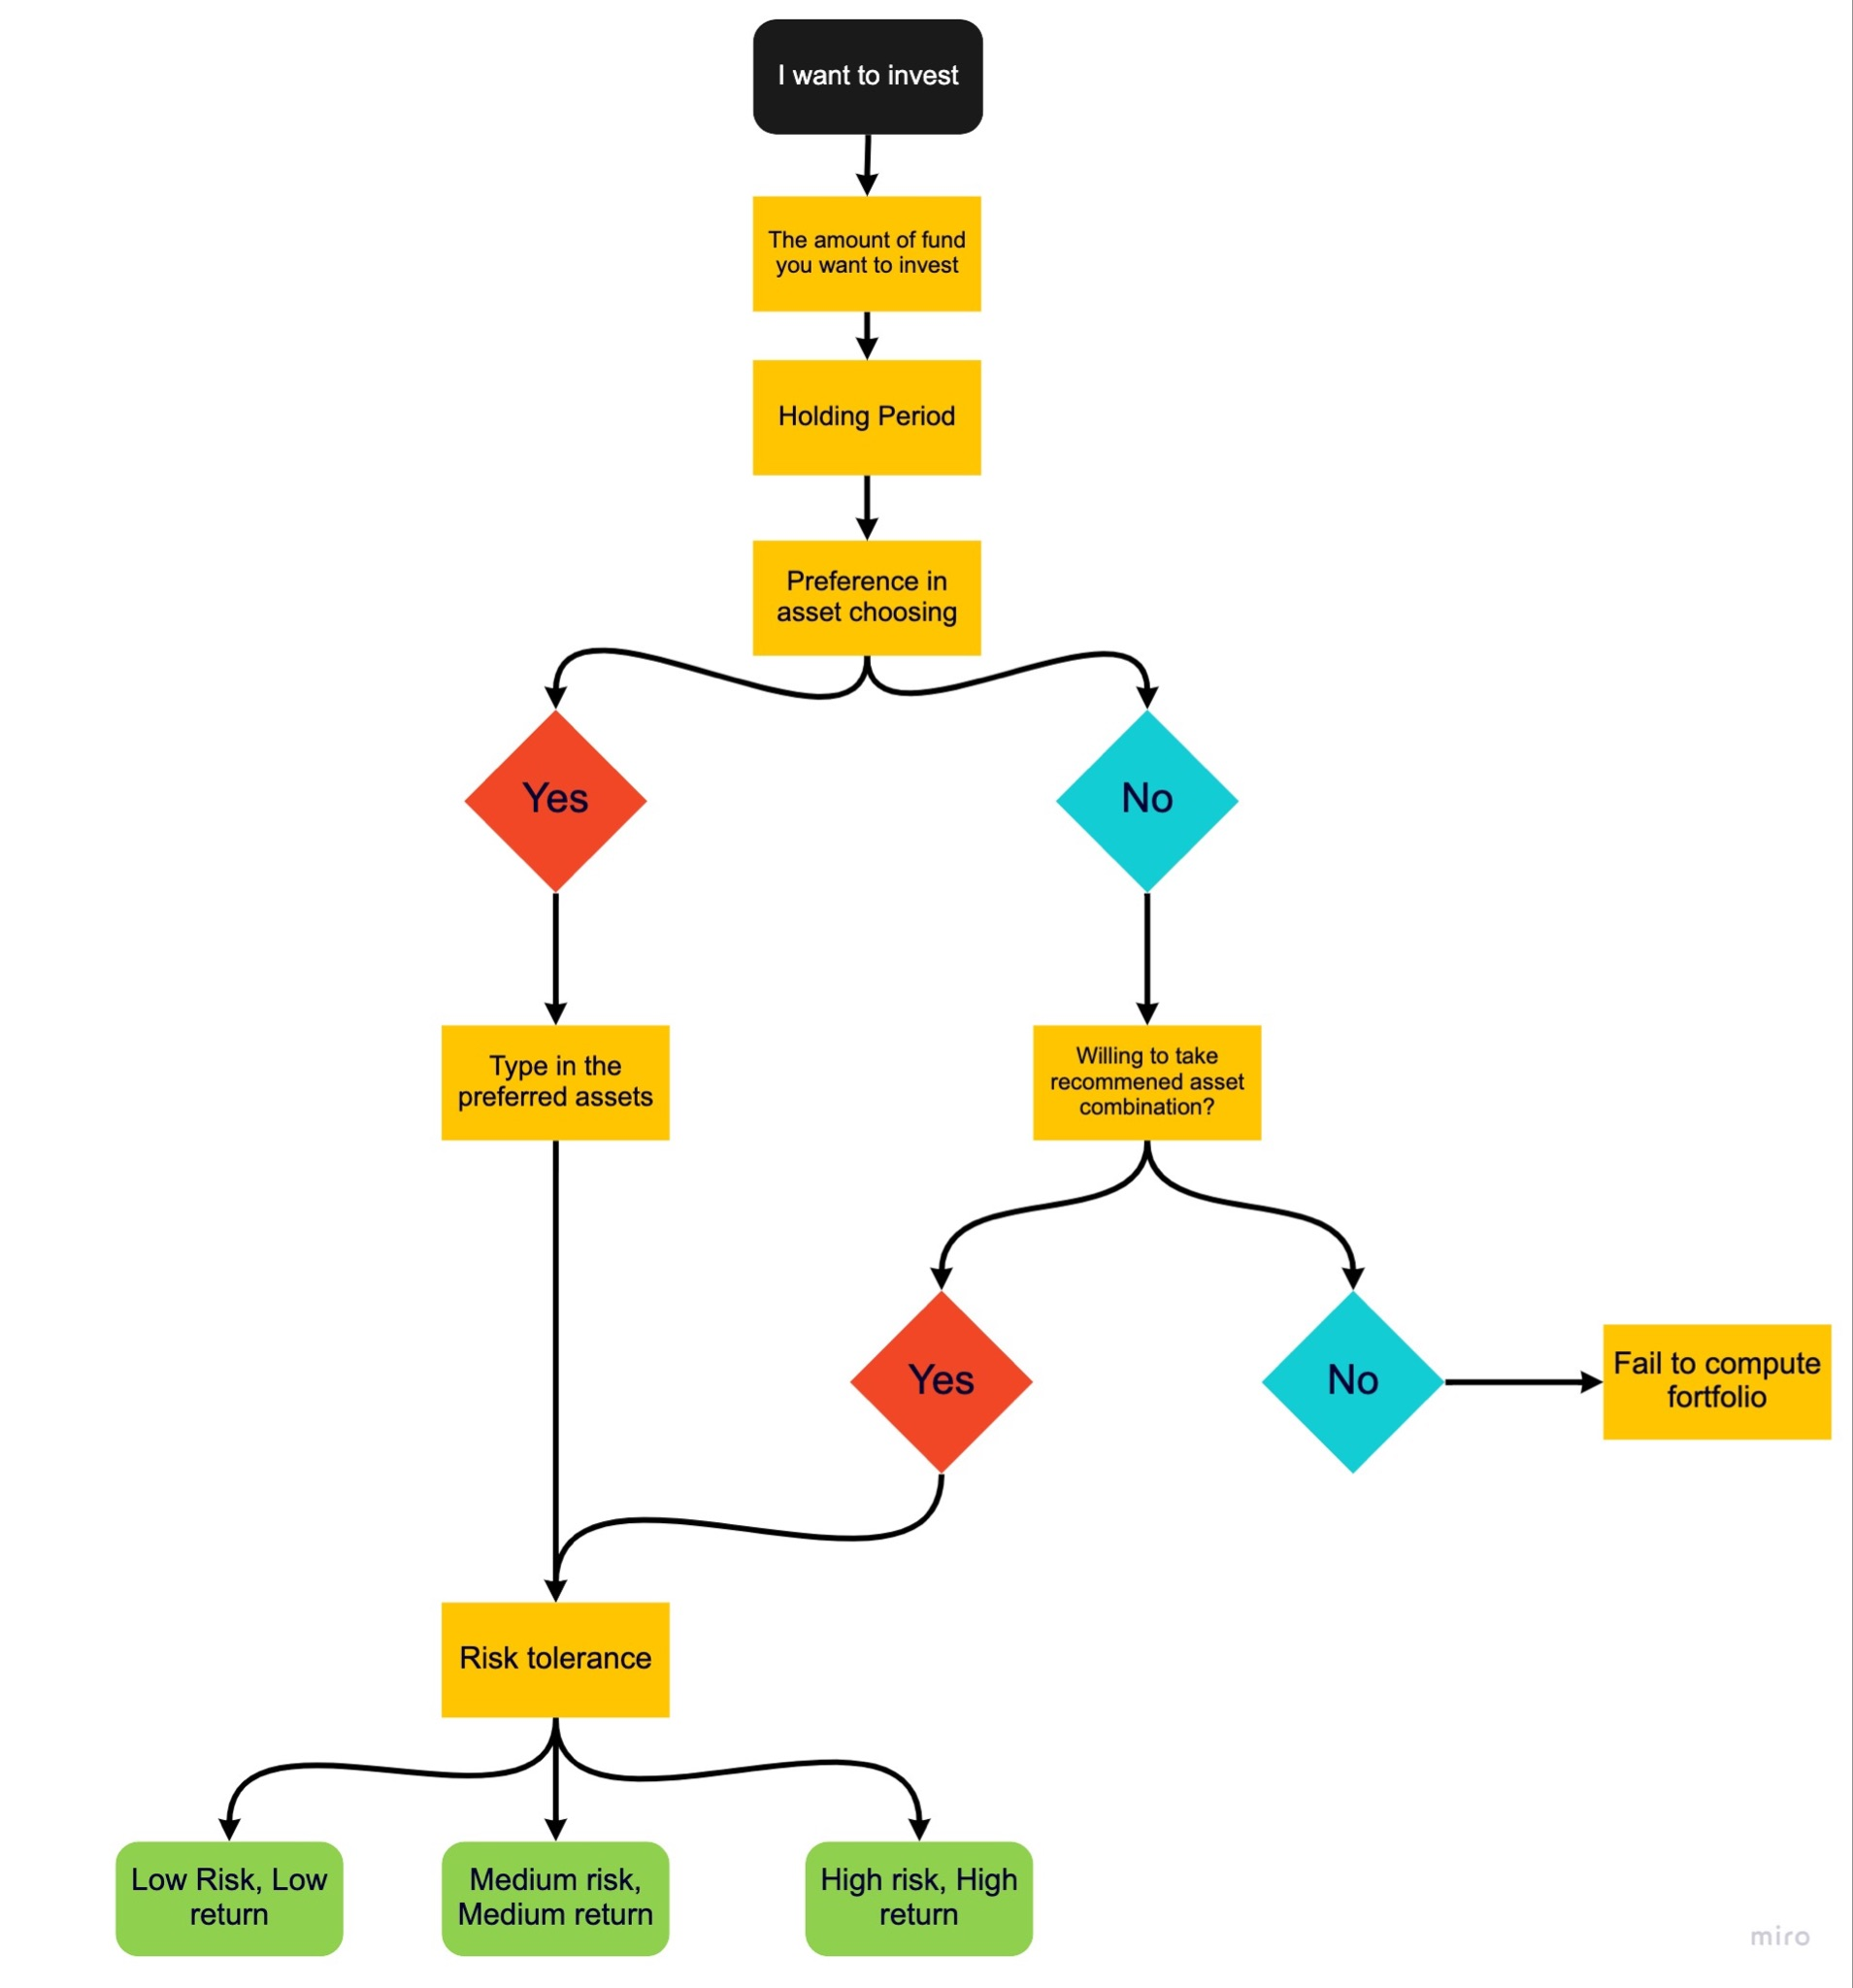 I want to invest
The amount of fund
you want to invest
Holding Period
Preference in
asset choosing
Yes
No
Type in the
preferred assets
Willing to take
recommened asset
combination?
Yes
No
Fail to compute
fortfolio
Risk tolerance
Low Risk, Low
return
Medium risk,
Medium return
High risk, High
return
miro